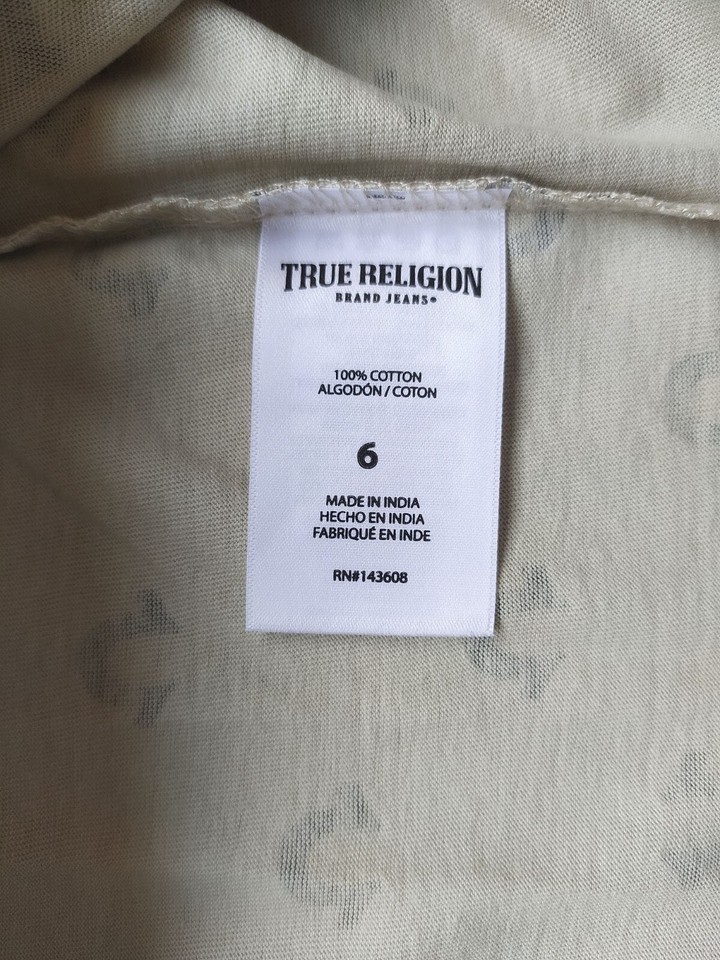 TRUE RELIGION
BRAND JEANS®
100% COTTON
ALGODÓN / COTON
6
MADE IN INDIA
HECHO EN INDIA
FABRIQUÉ EN INDE
RN#143608